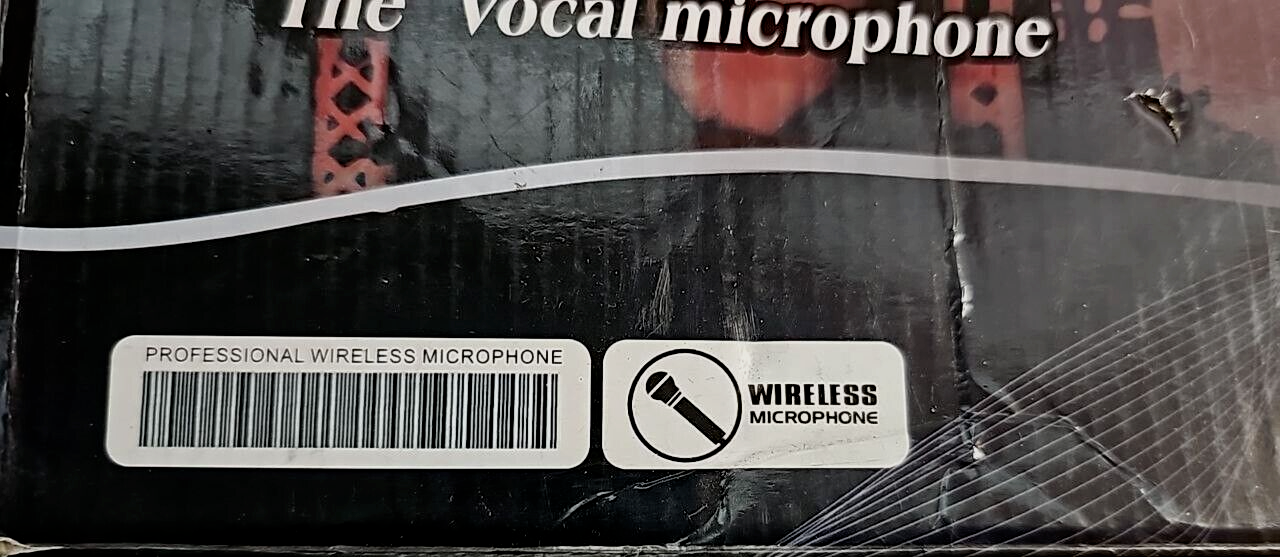 The Vocal microphone
PROFESSIONAL WIRELESS MICROPHONE
WIRELESS
MICROPHONE